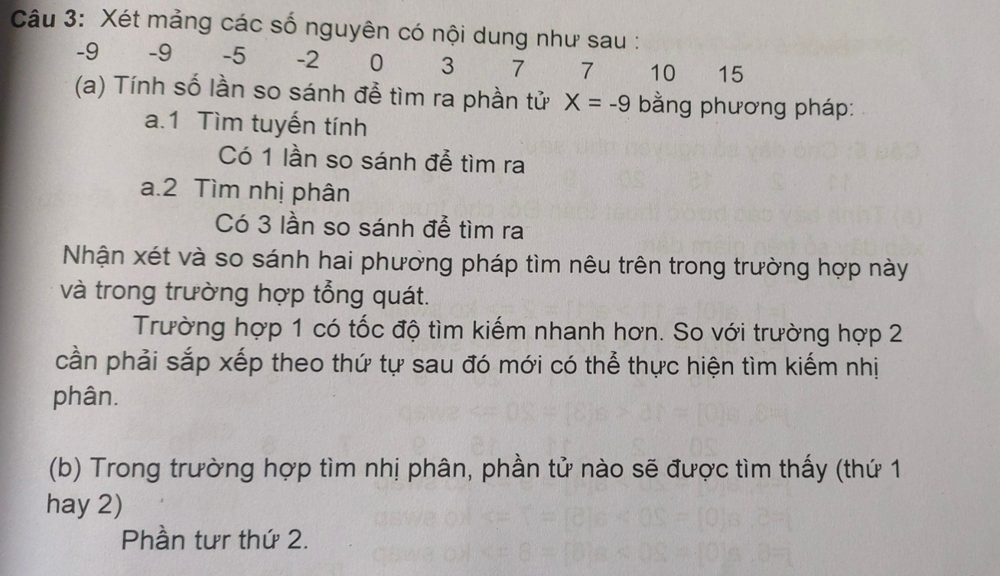 Câu 3: Xét mảng các số nguyên có nội dung như sau :
-9 -9 -5 -2 0 3 7 7 10 15
(a) Tính số lần so sánh để tìm ra phần tử X = -9 bằng phương pháp:
a.1 Tìm tuyến tính
Có 1 lần so sánh để tìm ra
a.2 Tìm nhị phân
Có 3 lần so sánh để tìm ra
Nhận xét và so sánh hai phương pháp tìm nêu trên trong trường hợp này
và trong trường hợp tổng quát.
Trường hợp 1 có tốc độ tìm kiếm nhanh hơn. So với trường hợp 2
cần phải sắp xếp theo thứ tự sau đó mới có thể thực hiện tìm kiếm nhị
phân.
(b) Trong trường hợp tìm nhị phân, phần tử nào sẽ được tìm thấy (thứ 1
hay 2)
Phần tưr thứ 2.